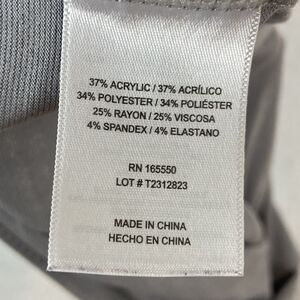 37% ACRYLIC / 37% ACRÍLICO
34% POLYESTER / 34% POLIÉSTER
25% RAYON / 25% VISCOSA
4% SPANDEX / 4% ELASTANO
RN 165550
LOT # T2312823
MADE IN CHINA
HECHO EN CHINA